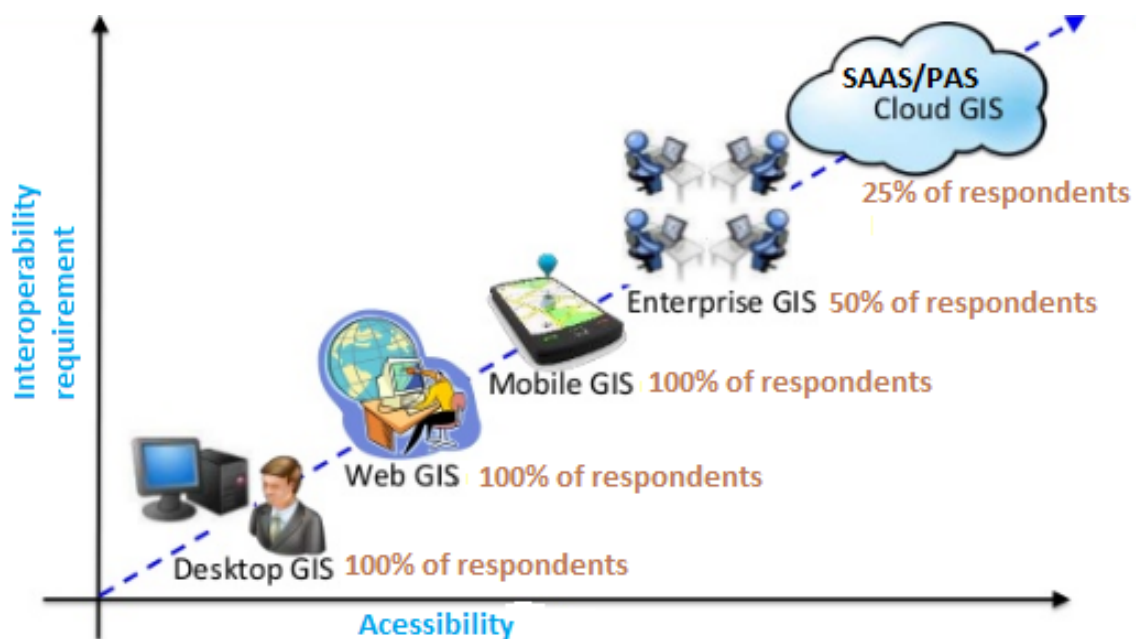 SAAS/PAS
Cloud GIS
25% of respondents
Enterprise GIS 50% of respondents
Interoperability
requirement
Mobile GIS 100% of respondents
Web GIS 100% of respondents
Desktop GIS 100% of respondents
Acessibility